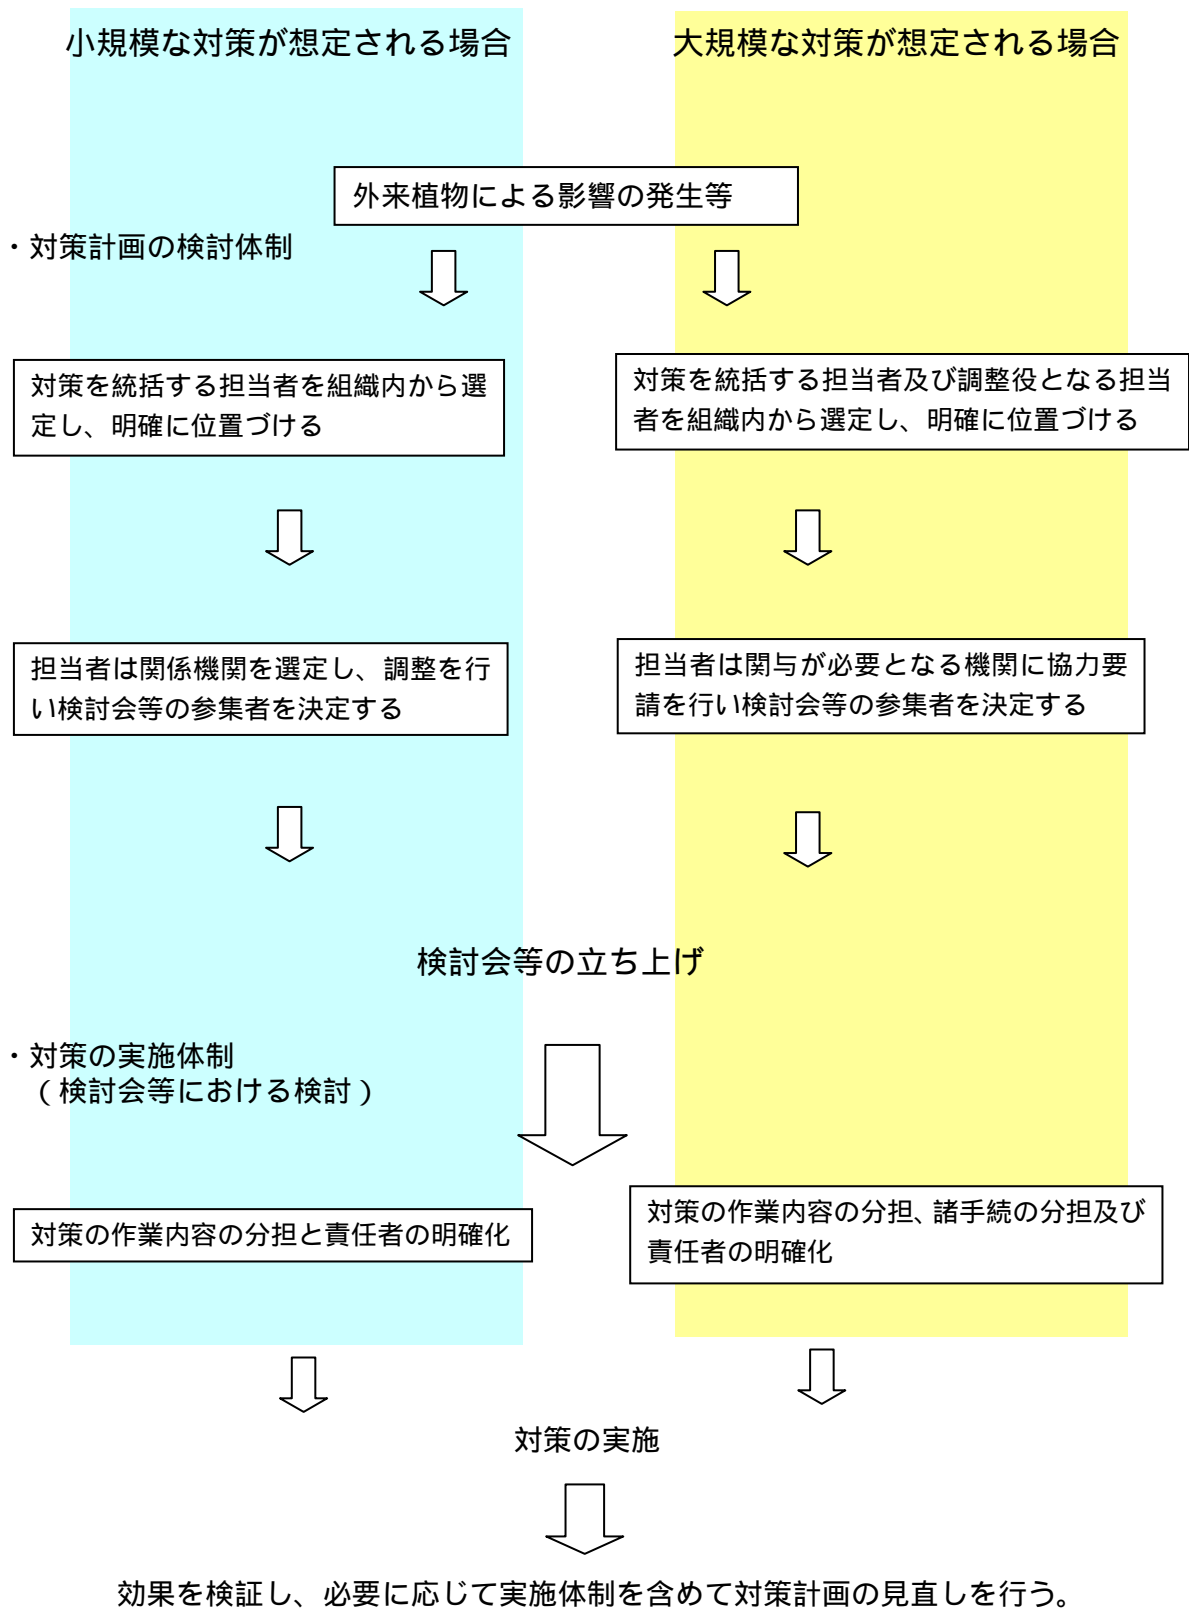 小規模な対策が想定される場合
大規模な対策が想定される場合
外来植物による影響の発生等
・対策計画の検討体制
対策を統括する担当者を組織内から選
定し、明確に位置づける
対策を統括する担当者及び調整役となる担当
者を組織内から選定し、明確に位置づける
担当者は関係機関を選定し、調整を行
い検討会等の参集者を決定する
担当者は関与が必要となる機関に協力要
請を行い検討会等の参集者を決定する
検討会等の立ち上げ
・対策の実施体制
（検討会等における検討）
対策の作業内容の分担と責任者の明確化
対策の作業内容の分担、諸手続の分担及び
責任者の明確化
対策の実施
効果を検証し、必要に応じて実施体制を含めて対策計画の見直しを行う。